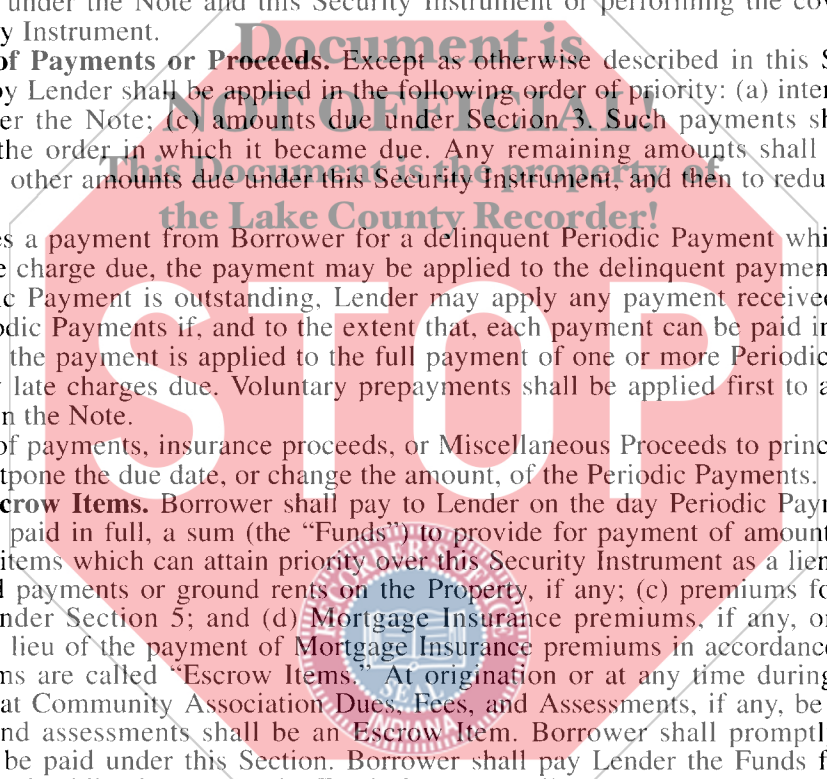 under the Note and this Security Instrument or performing the cov
y Instrument.
Document is
of Payments or Proceeds. Except as otherwise described in this S
by Lender shall be applied in the following order of priority: (a) inter
NOT OFFICIAL!
er the Note; (c) amounts due under Section 3. Such payments sh
the order in which it became due. Any remaining amounts shall
This Document is the property of
other amounts due under this Security Instrument, and then to redu
the Lake County Recorder!
es a payment from Borrower for a delinquent Periodic Payment whi
e charge due, the payment may be applied to the delinquent paymen
ic Payment is outstanding, Lender may apply any payment received
odic Payments if, and to the extent that, each payment can be paid in
the payment is applied to the full payment of one or more Periodic
STOP
late charges due. Voluntary prepayments shall be applied first to a
n the Note.
of payments, insurance proceeds, or Miscellaneous Proceeds to princ
tpone the due date, or change the amount, of the Periodic Payments.
crow Items. Borrower shall pay to Lender on the day Periodic Payn
paid in full, a sum (the “Funds”) to provide for payment of amount
items which can attain priority over this Security Instrument as a lien
d payments or ground rents on the Property, if any; (c) premiums fo
nder Section 5; and (d) Mortgage Insurance premiums, if any, o
lieu of the payment of Mortgage Insurance premiums in accordance
ms are called “Escrow Items.” At origination or at any time during
at Community Association Dues, Fees, and Assessments, if any, be
nd assessments shall be an Escrow Item. Borrower shall promptl
be paid under this Section. Borrower shall pay Lender the Funds f
RECORDER'S OFFICE
SEAL
INDIANA